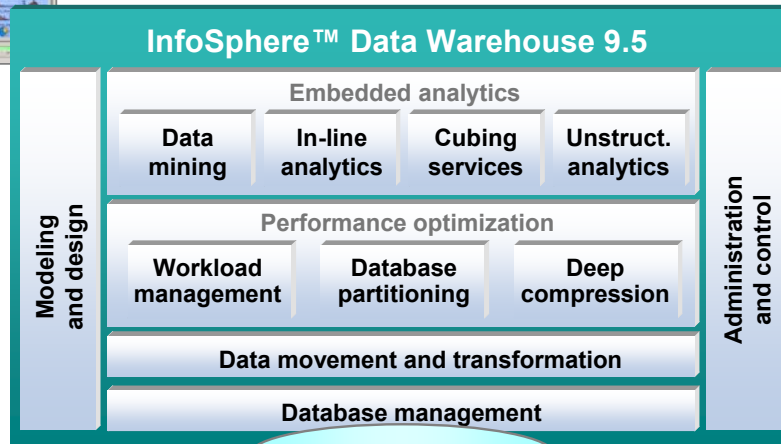 InfoSphere™ Data Warehouse 9.5
Modeling
and design
Embedded analytics
Data
mining
In-line
analytics
Cubing
services
Unstruct.
analytics
Performance optimization
Workload
management
Database
partitioning
Deep
compression
Data movement and transformation
Database management
Administration
and control